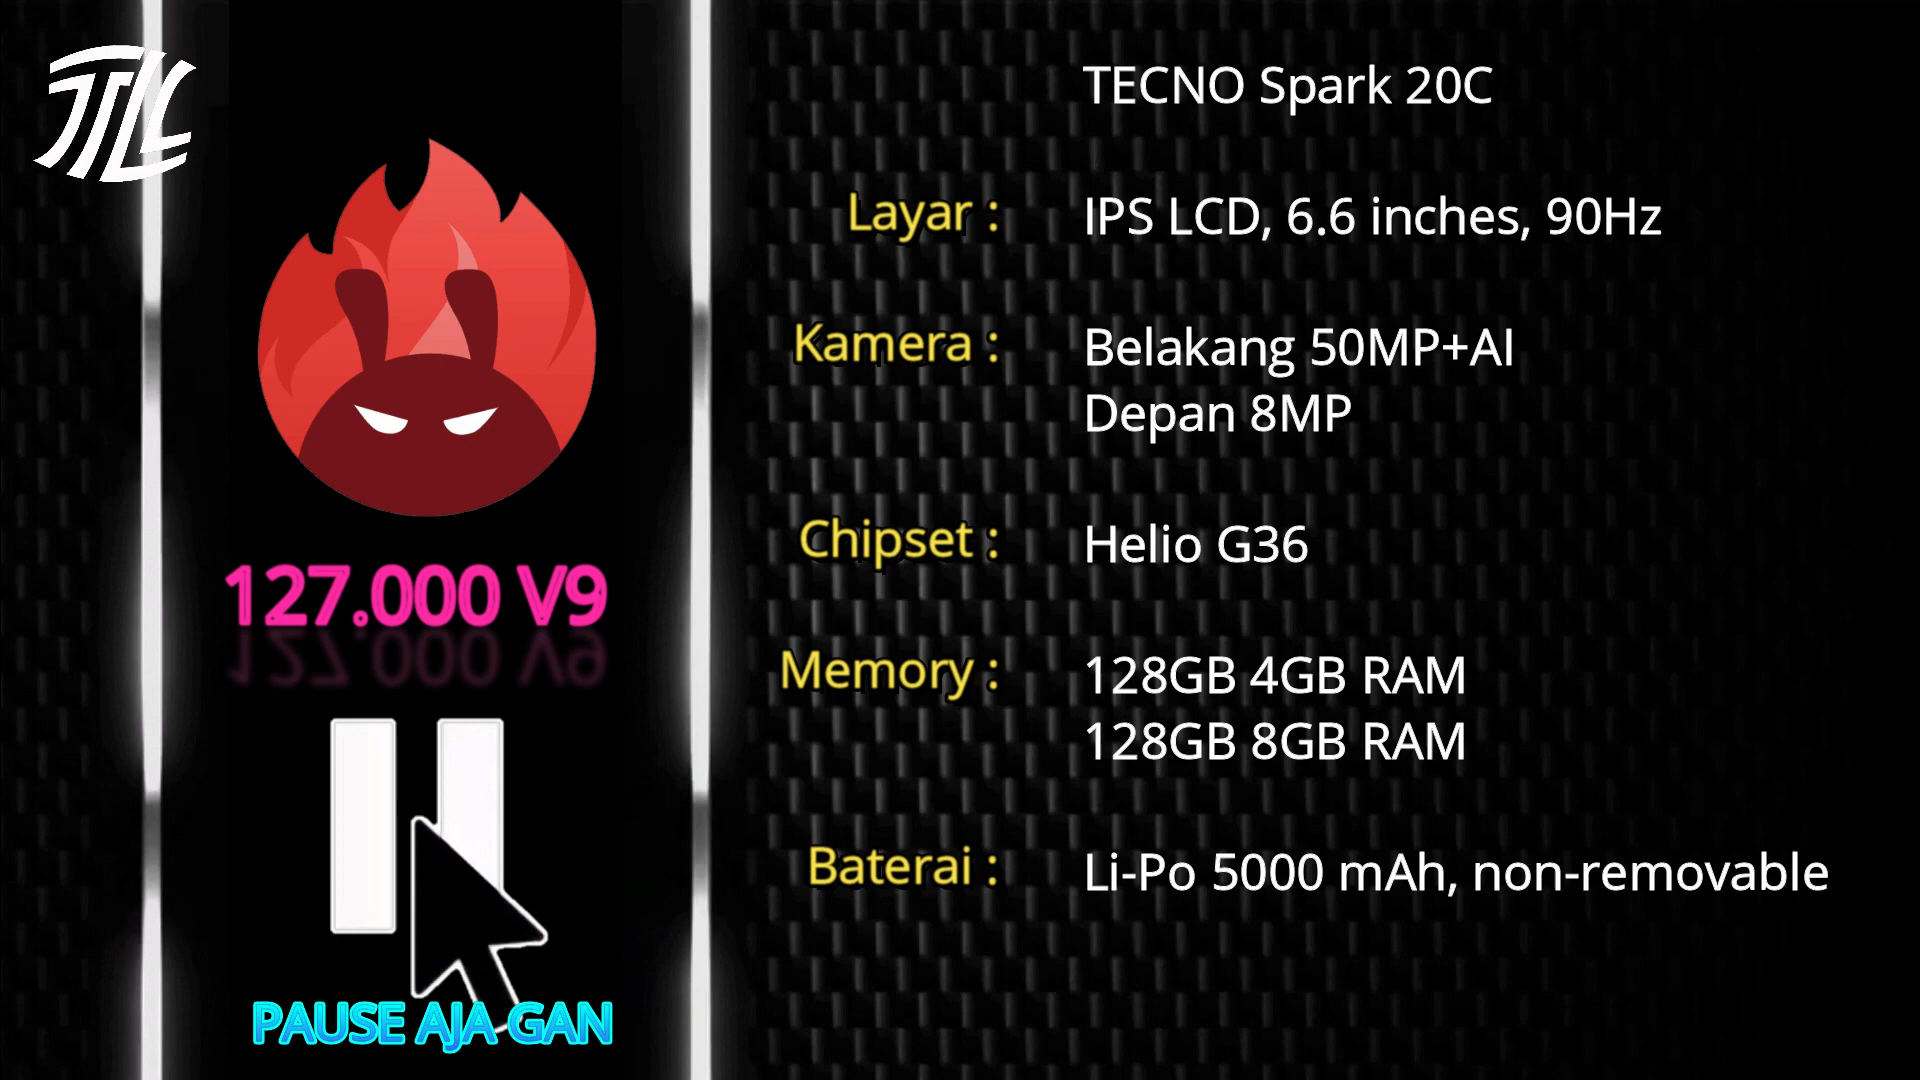 TLC
127.000 V9
PAUSE AJA GAN
TECNO Spark 20C
Layar : IPS LCD, 6.6 inches, 90Hz
Kamera : Belakang 50MP+AI
Depan 8MP
Chipset : Helio G36
Memory : 128GB 4GB RAM
128GB 8GB RAM
Baterai : Li-Po 5000 mAh, non-removable